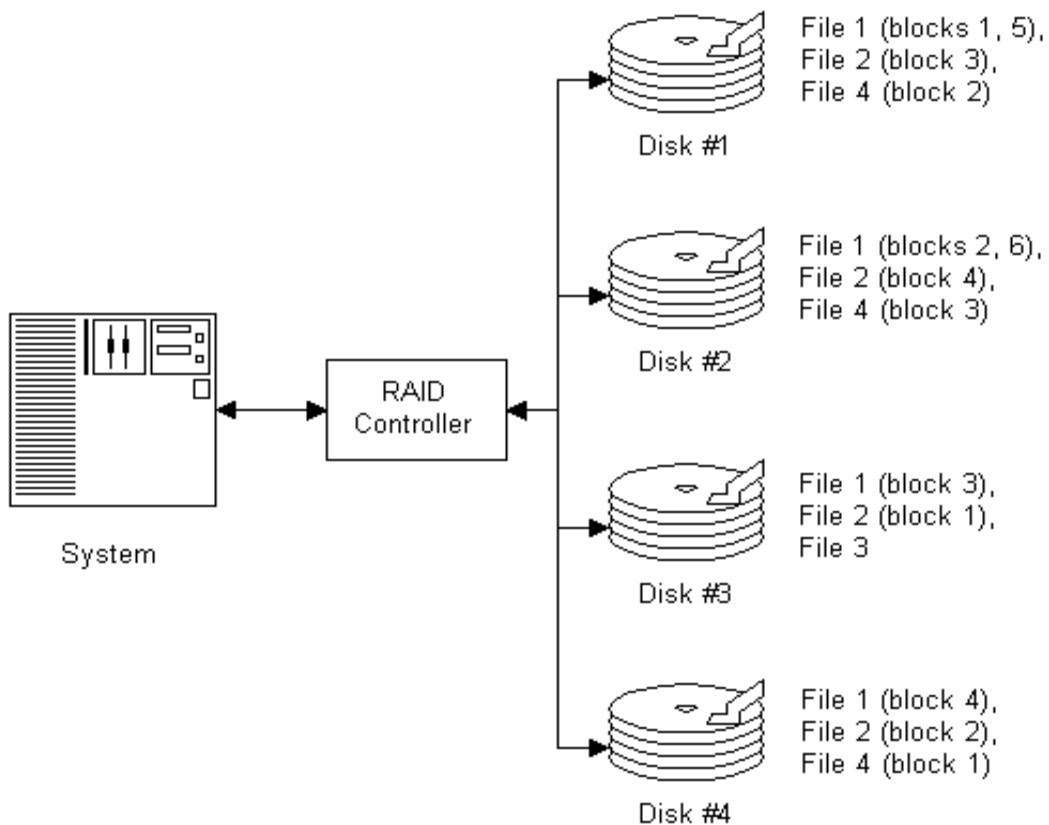 File 1 (blocks 1, 5),
File 2 (block 3),
File 4 (block 2)
Disk #1
File 1 (blocks 2, 6),
File 2 (block 4),
File 4 (block 3)
Disk #2
RAID
Controller
System
File 1 (block 3),
File 2 (block 1),
File 3
Disk #3
File 1 (block 4),
File 2 (block 2),
File 4 (block 1)
Disk #4